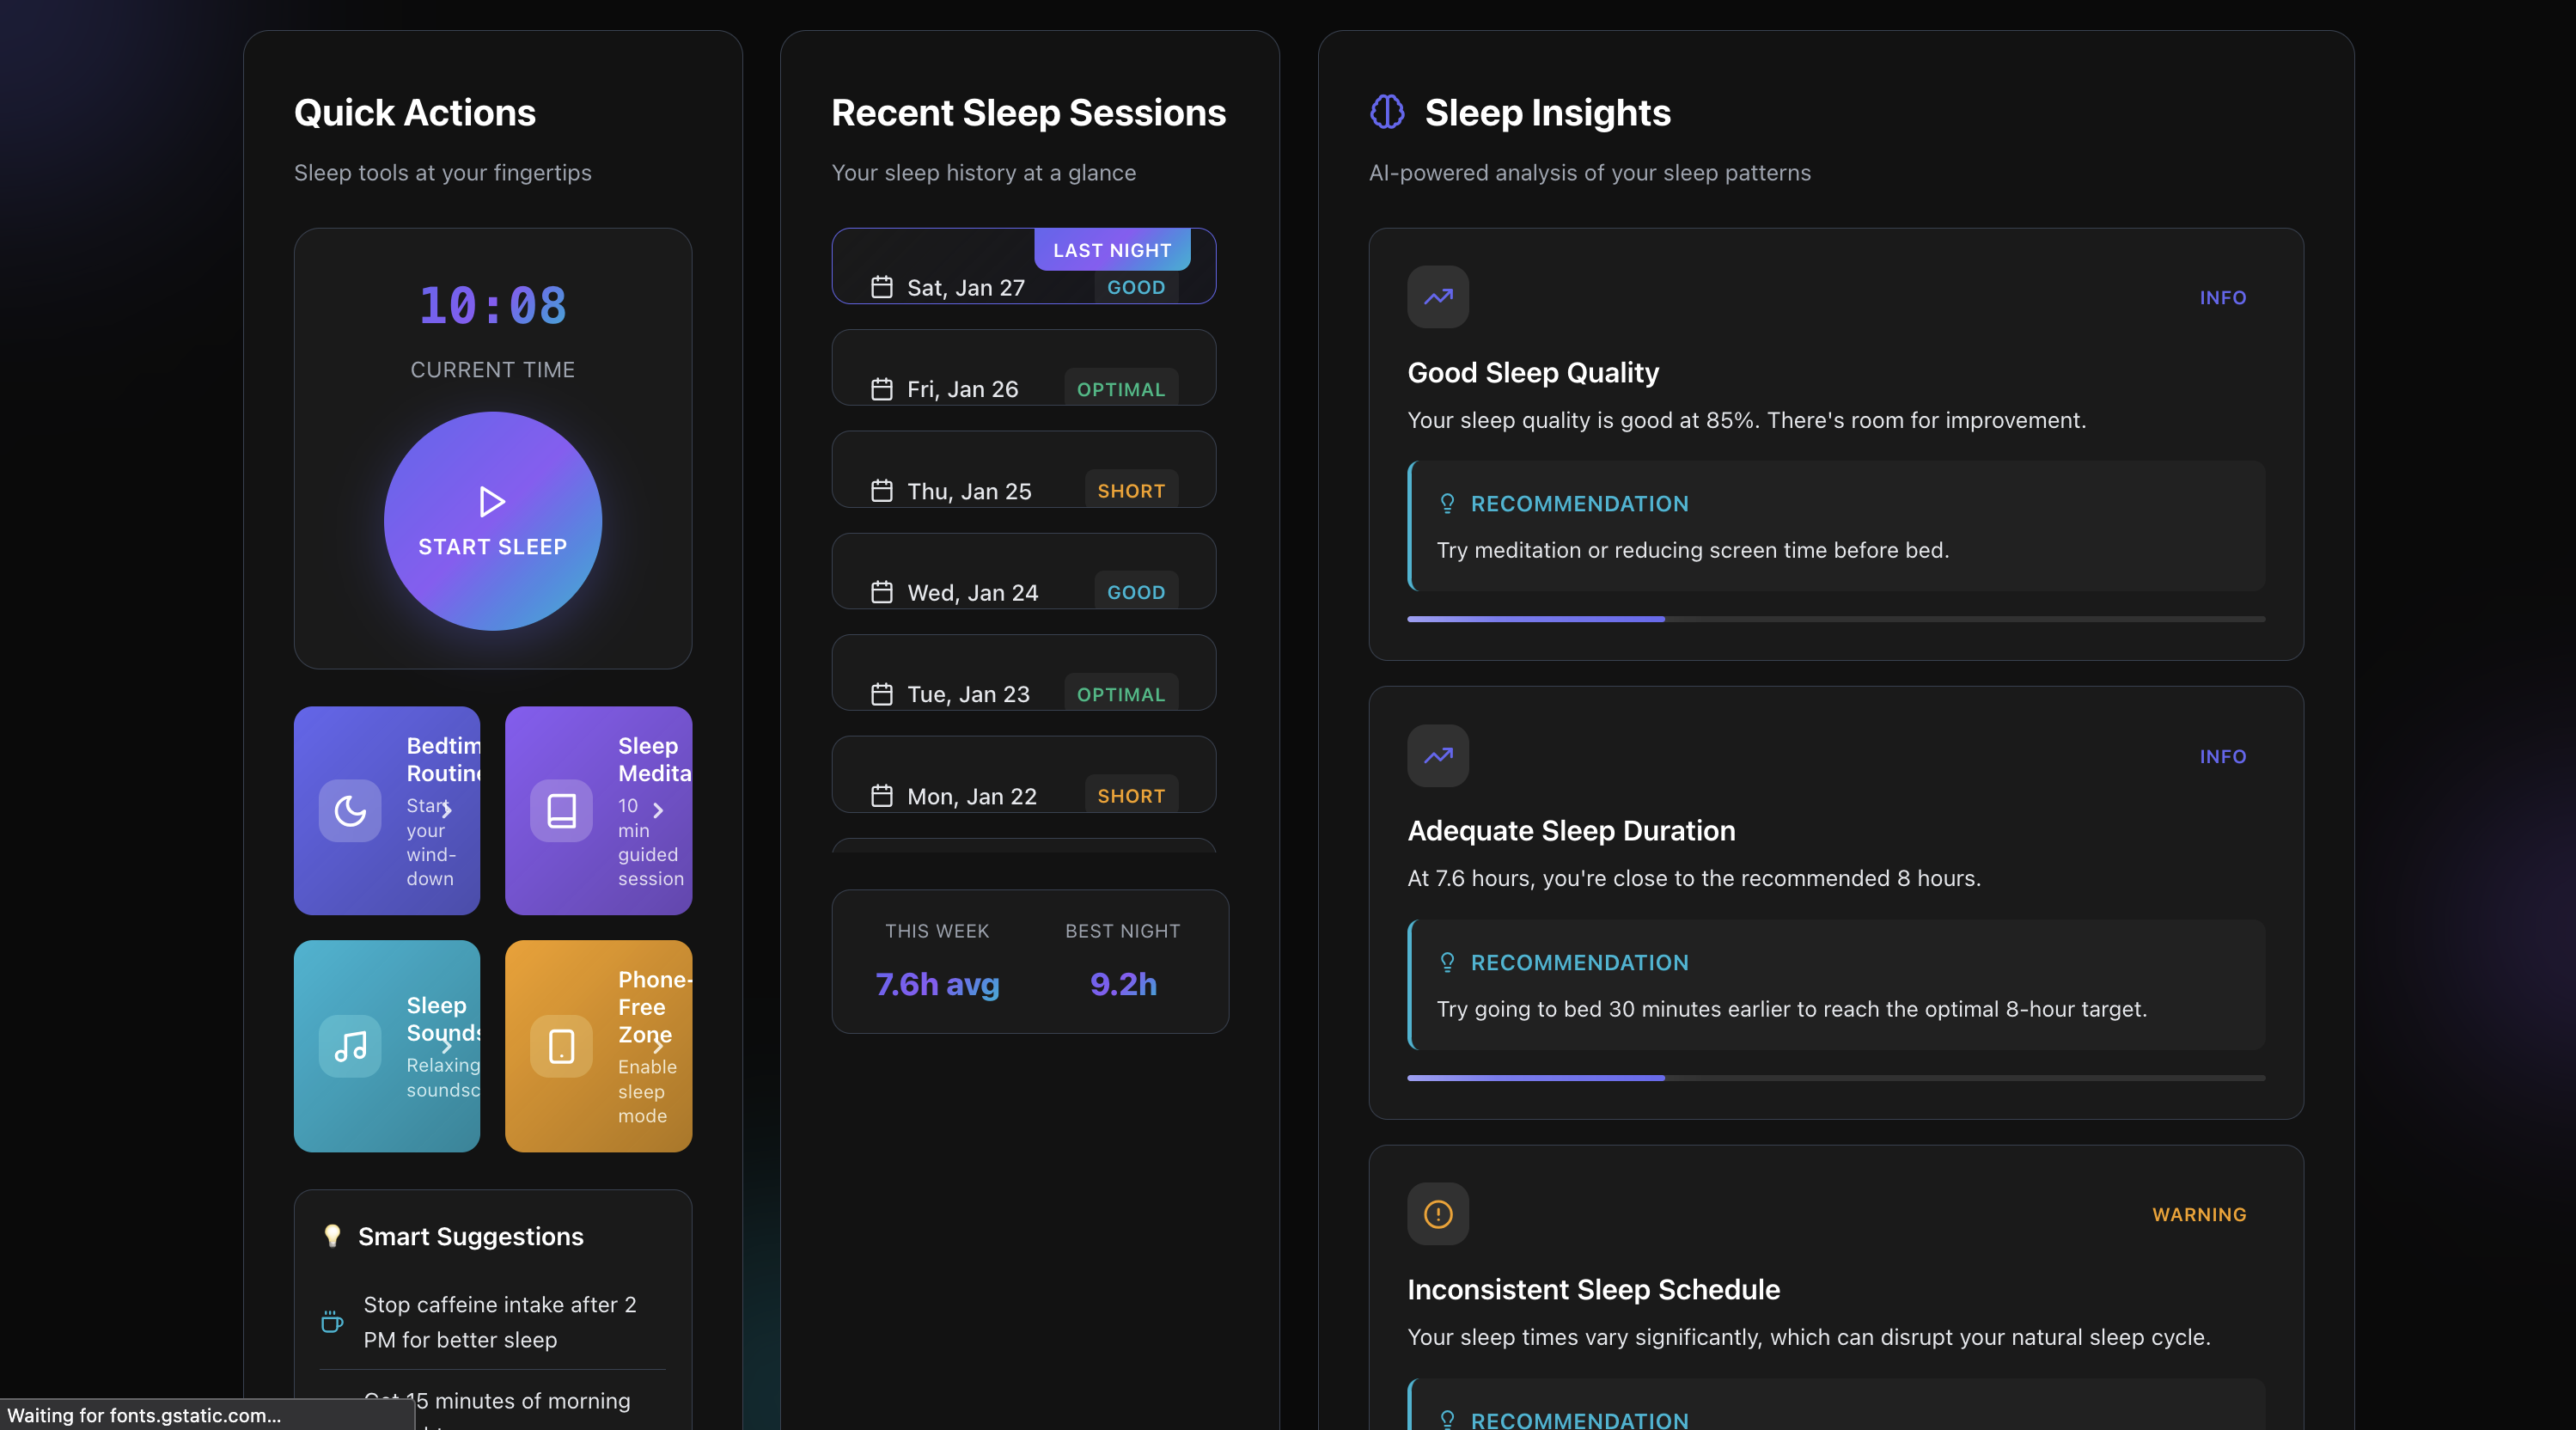 Quick Actions
Sleep tools at your fingertips
10:08
CURRENT TIME
START SLEEP
Bedtim
Routine
Start
your
wind-
down
Sleep
Medita
10
min
guided
session
Sleep
Sounds
Relaxing
soundsc
Phone-
Free
Zone
Enable
sleep
mode
Smart Suggestions
Stop caffeine intake after 2
PM for better sleep
15 minutes of morning
Waiting for fonts.gstatic.com...
Recent Sleep Sessions
Your sleep history at a glance
LAST NIGHT
Sat, Jan 27 GOOD
Fri, Jan 26 OPTIMAL
Thu, Jan 25 SHORT
Wed, Jan 24 GOOD
Tue, Jan 23 OPTIMAL
Mon, Jan 22 SHORT
THIS WEEK BEST NIGHT
7.6h avg 9.2h
Sleep Insights
AI-powered analysis of your sleep patterns
INFO
Good Sleep Quality
Your sleep quality is good at 85%. There's room for improvement.
RECOMMENDATION
Try meditation or reducing screen time before bed.
INFO
Adequate Sleep Duration
At 7.6 hours, you're close to the recommended 8 hours.
RECOMMENDATION
Try going to bed 30 minutes earlier to reach the optimal 8-hour target.
WARNING
Inconsistent Sleep Schedule
Your sleep times vary significantly, which can disrupt your natural sleep cycle.
RECOMMENDATION